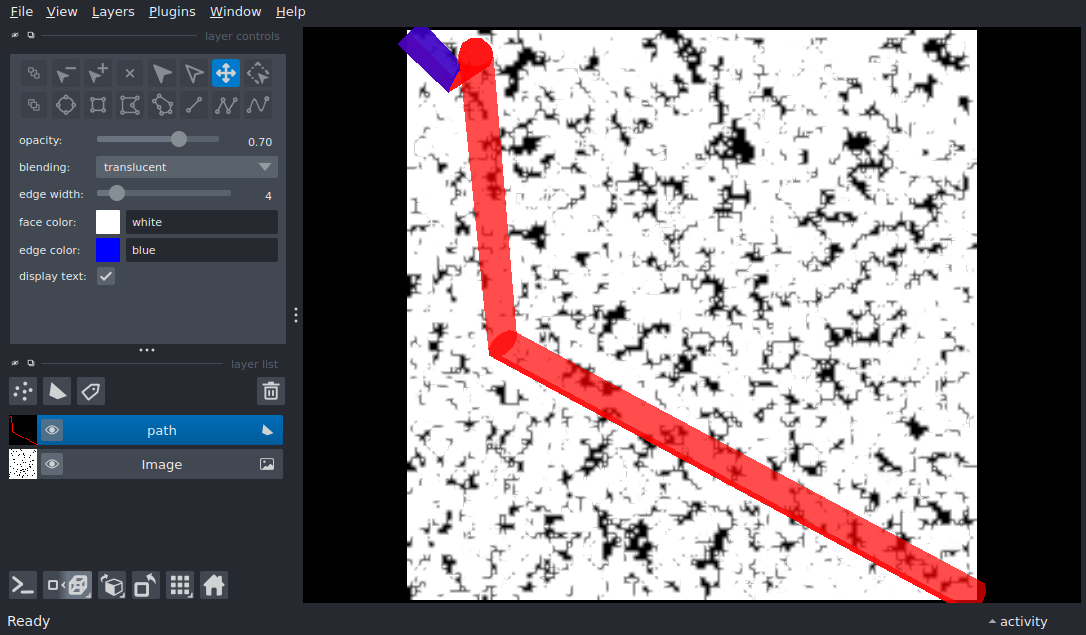 File View Layers Plugins Window Help
layer controls
opacity: 0.70
blending: translucent
edge width: 4
face color: white
edge color: blue
display text:
layer list
path
Image
Ready activity